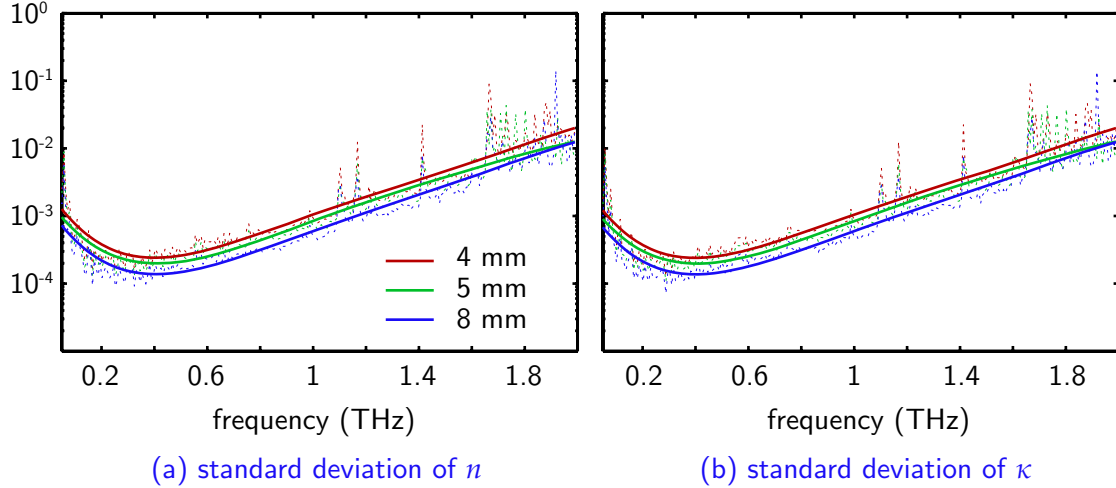 10⁰
10⁻¹
10⁻²
10⁻³
10⁻⁴
4 mm
5 mm
8 mm
0.2 0.6 1 1.4 1.8
0.2 0.6 1 1.4 1.8
frequency (THz)
frequency (THz)
(a) standard deviation of n
(b) standard deviation of κ